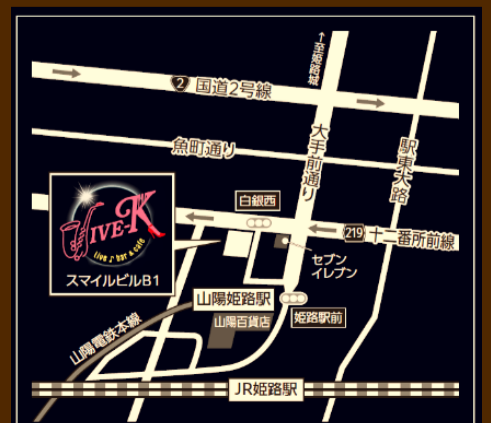 ↑至姫路城
2 国道2号線
大手前通り
魚町通り
駅東大路
白銀西
JIVE-K
live♪bar & cafe
スマイルビルB1
219 十二番所前線
セブン
イレブン
山陽姫路駅
姫路駅前
山陽百貨店
山陽電鉄本線
JR姫路駅